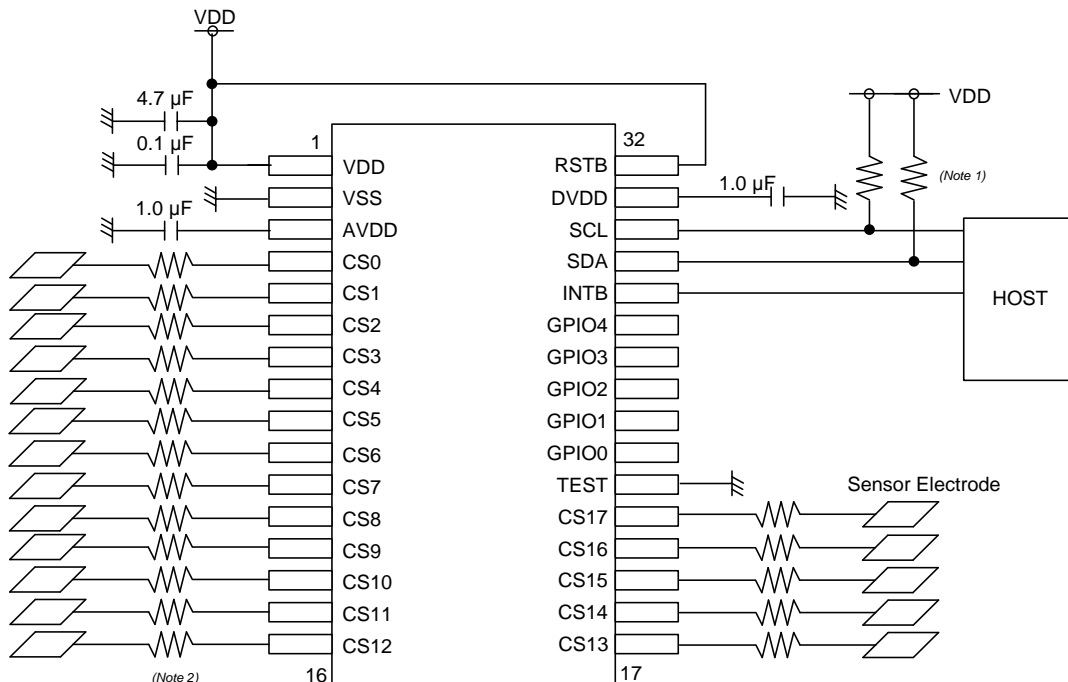 VDD
4.7 µF
0.1 µF
1.0 µF
1
VDD
VSS
AVDD
CS0
CS1
CS2
CS3
CS4
CS5
CS6
CS7
CS8
CS9
CS10
CS11
CS12
16
(Note 2)
32
RSTB
DVDD
SCL
SDA
INTB
GPIO4
GPIO3
GPIO2
GPIO1
GPIO0
TEST
CS17
CS16
CS15
CS14
CS13
17
1.0 µF
VDD
(Note 1)
HOST
Sensor Electrode